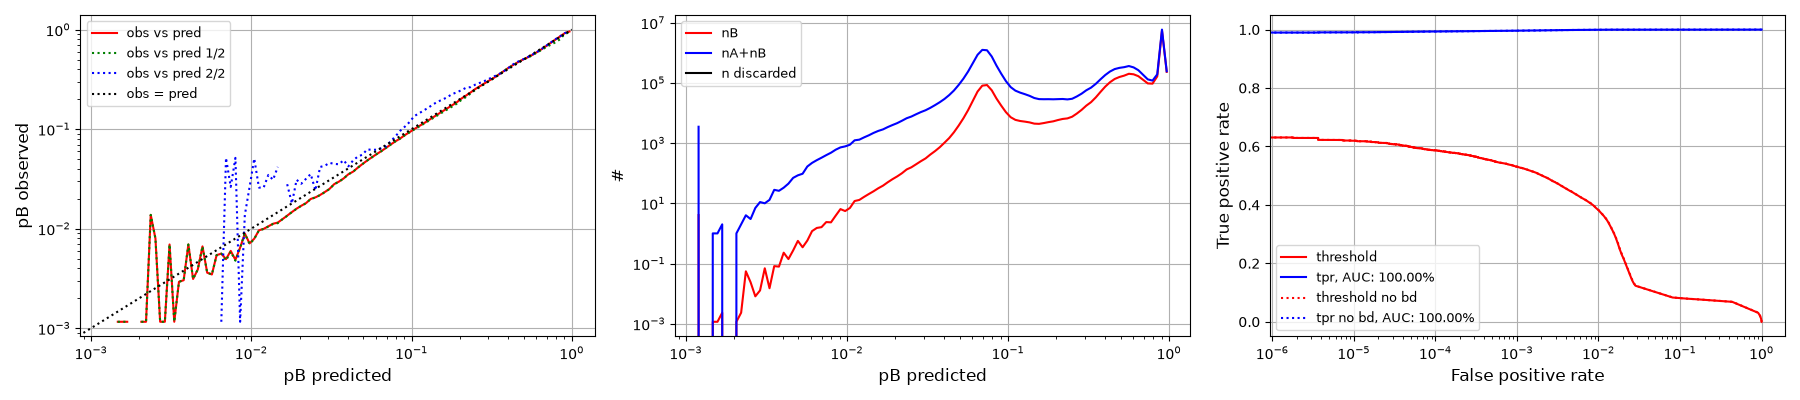 pB observed
10⁰
10⁻¹
10⁻²
10⁻³
obs vs pred
obs vs pred 1/2
obs vs pred 2/2
obs = pred
10⁻³
10⁻²
10⁻¹
10⁰
pB predicted
#
10⁷
10⁵
10³
10¹
10⁻¹
10⁻³
nB
nA+nB
n discarded
10⁻³
10⁻²
10⁻¹
10⁰
pB predicted
True positive rate
1.0
0.8
0.6
0.4
0.2
0.0
threshold
tpr, AUC: 100.00%
threshold no bd
tpr no bd, AUC: 100.00%
10⁻⁶
10⁻⁵
10⁻⁴
10⁻³
10⁻²
10⁻¹
10⁰
False positive rate